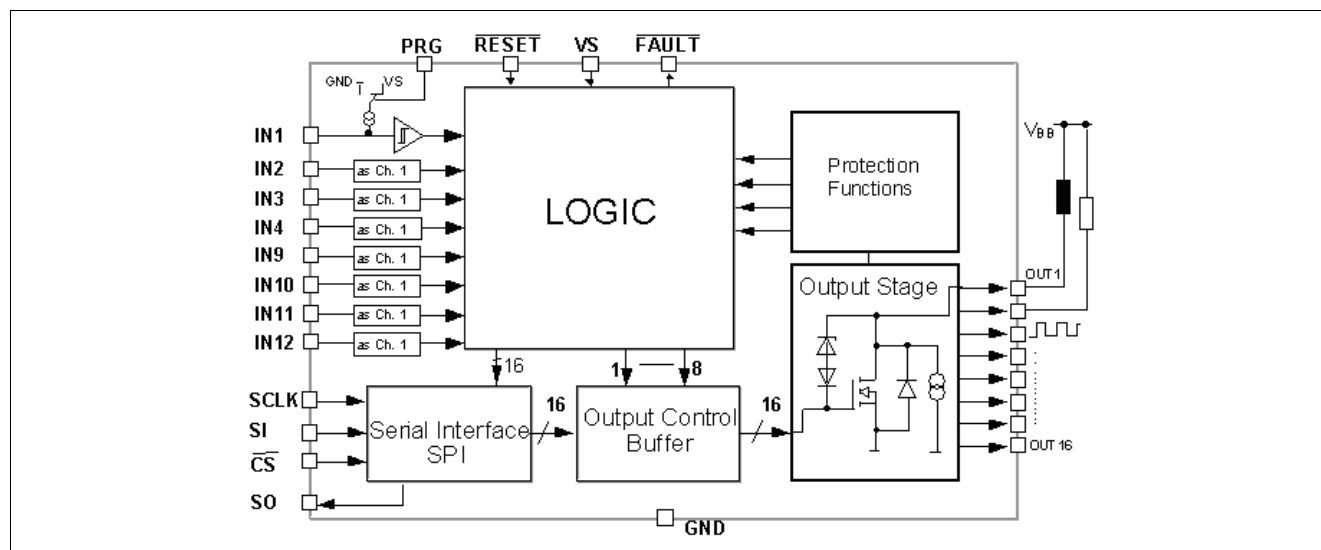 PRG
RESET
VS
FAULT
GND
VS
IN1
IN2
as Ch. 1
IN3
as Ch. 1
IN4
as Ch. 1
IN9
as Ch. 1
IN10
as Ch. 1
IN11
as Ch. 1
IN12
as Ch. 1
LOGIC
Protection
Functions
VBB
Output Stage
OUT1
OUT 16
16
1
8
SCLK
SI
CS
SO
Serial Interface
SPI
16
Output Control
Buffer
16
GND